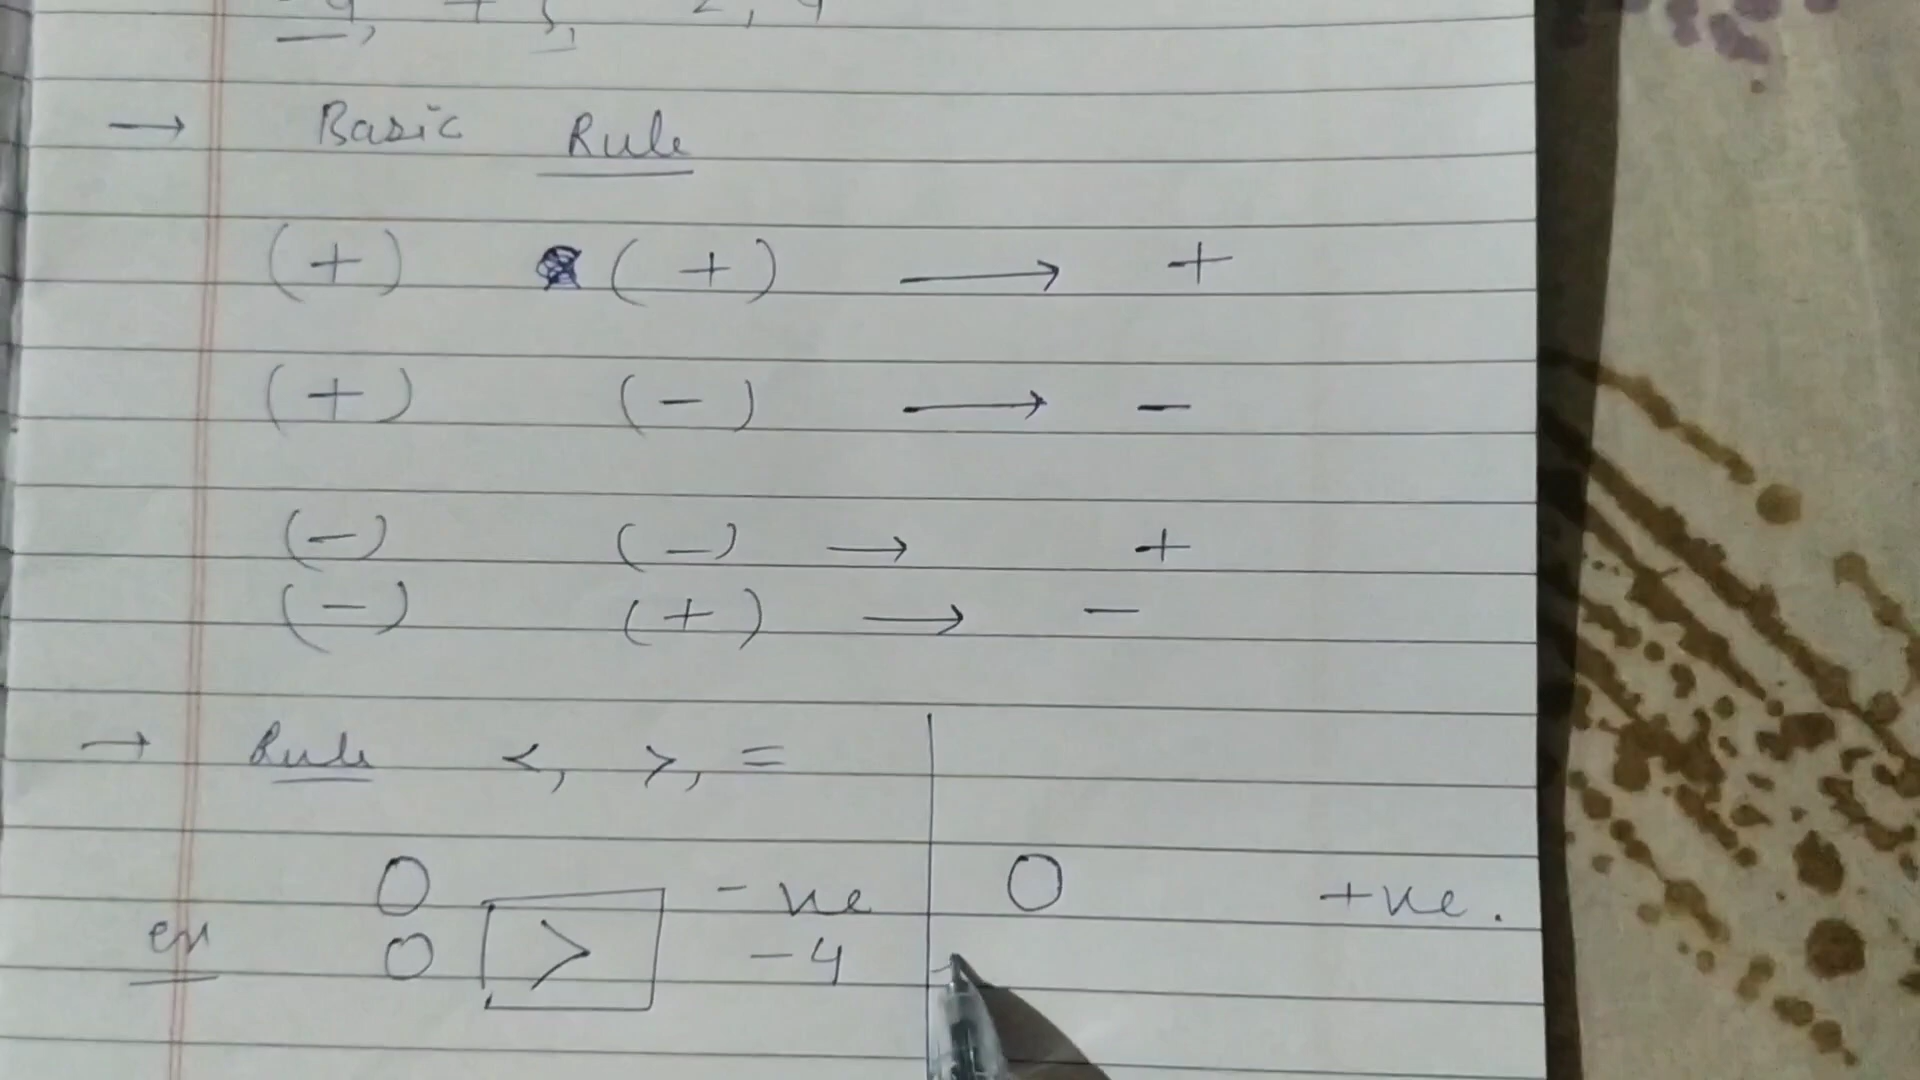 → Basic Rule
(+) (+) → +
(+) (-) → -
(-) (-) → +
(-) (+) → -
→ Rule <, >, =
0 -ve 0 +ve.
ex 0 > -4